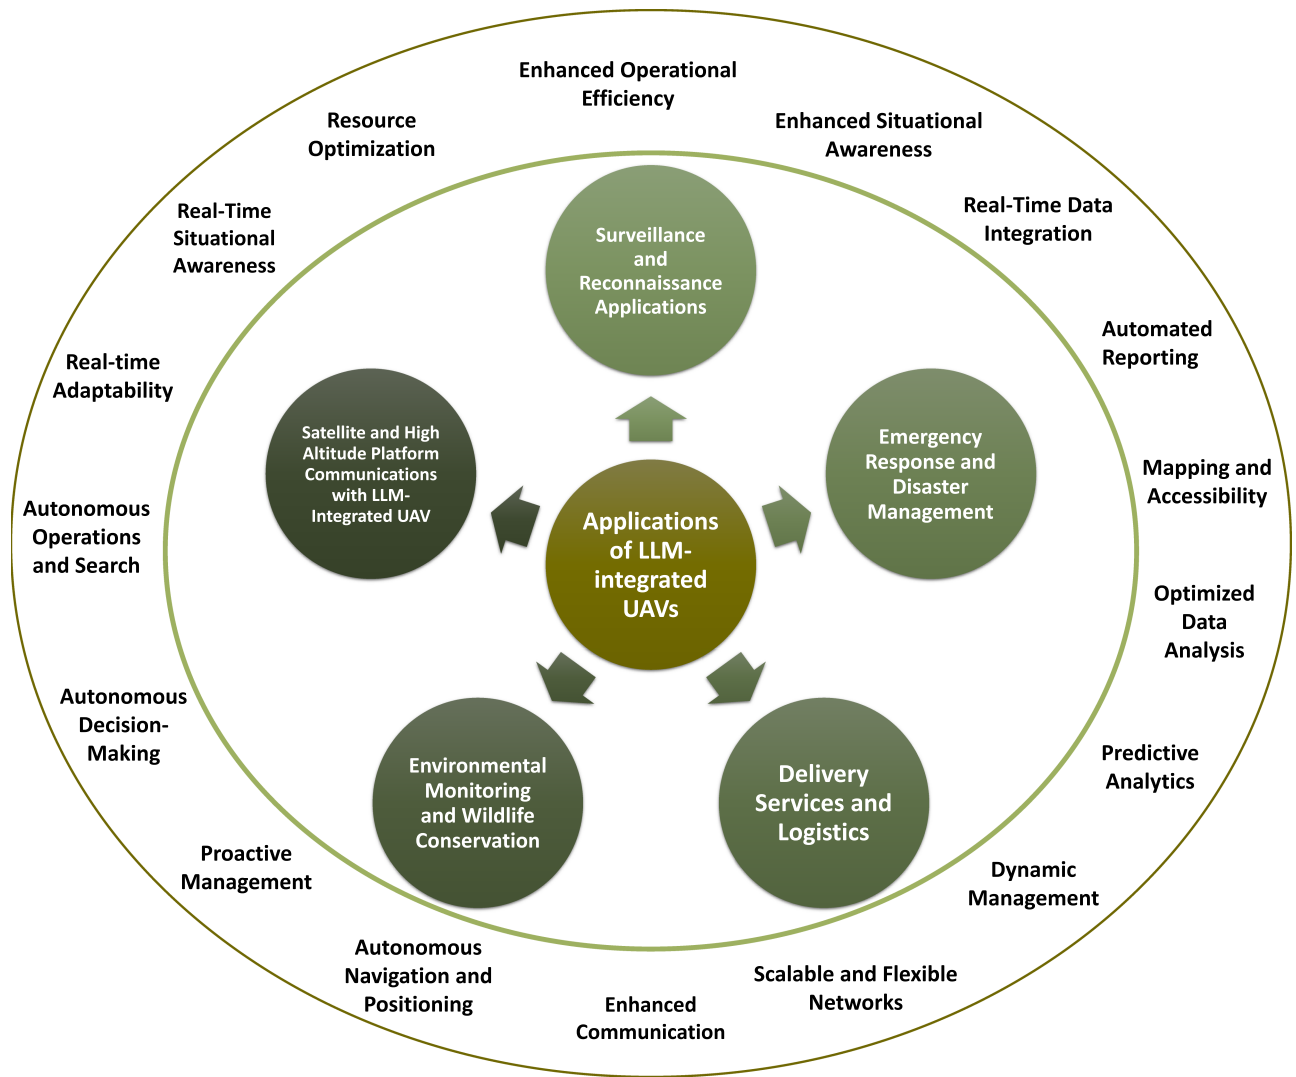 Enhanced Operational
Efficiency
Resource
Optimization
Enhanced Situational
Awareness
Real-Time
Situational
Awareness
Real-Time Data
Integration
Surveillance
and
Reconnaissance
Applications
Automated
Reporting
Real-time
Adaptability
Satellite and High
Altitude Platform
Communications
with LLM-
Integrated UAV
Emergency
Response and
Disaster
Management
Mapping and
Accessibility
Autonomous
Operations
and Search
Applications
of LLM-
integrated
UAVs
Optimized
Data
Analysis
Autonomous
Decision-
Making
Environmental
Monitoring
and Wildlife
Conservation
Delivery
Services and
Logistics
Predictive
Analytics
Proactive
Management
Dynamic
Management
Autonomous
Navigation and
Positioning
Enhanced
Communication
Scalable and Flexible
Networks